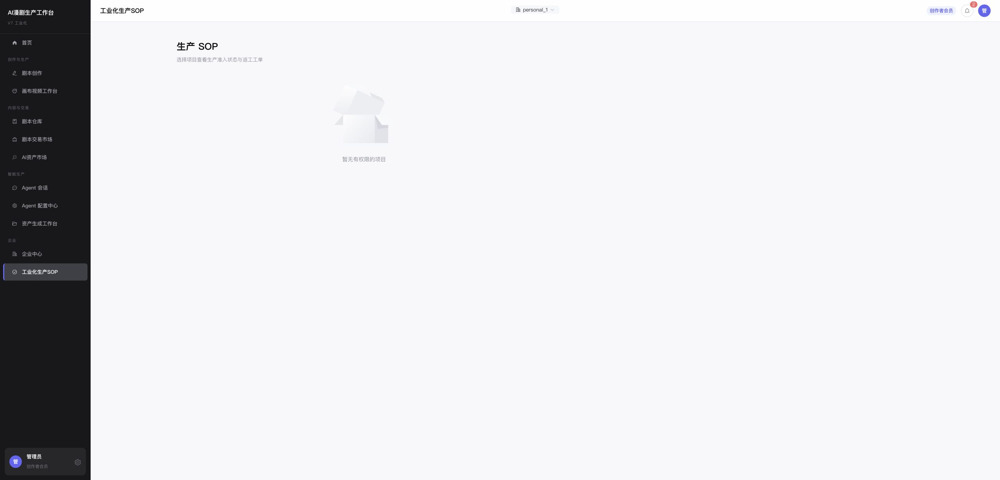 AI漫剧生产工作台
V7 工业化
首页
创作与生产
剧本创作
画布视频工作台
内容与交易
剧本仓库
剧本交易市场
AI资产市场
智能生产
Agent 会话
Agent 配置中心
资产生成工作台
企业
企业中心
工业化生产SOP
管
管理员
创作者会员
工业化生产SOP
personal_1
创作者会员
2
管
生产 SOP
选择项目查看生产准入状态与返工工单
暂无有权限的项目